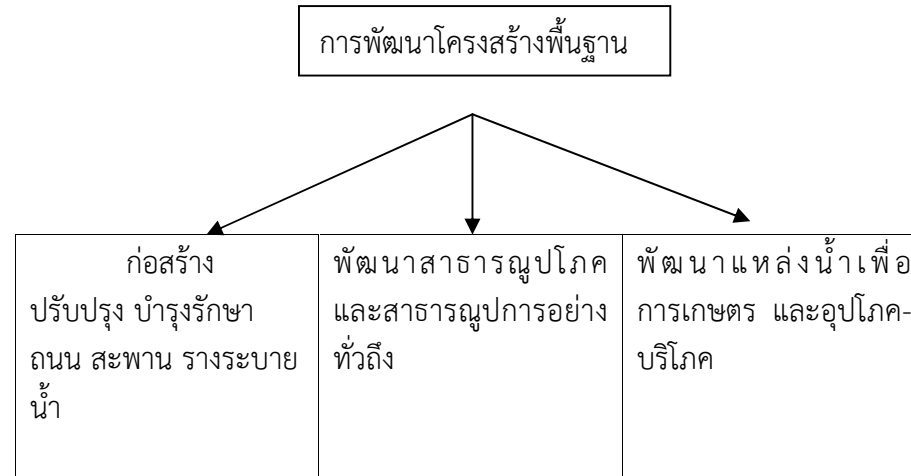 การพัฒนาโครงสร้างพื้นฐาน
ก่อสร้าง
ปรับปรุง บำรุงรักษา
ถนน สะพาน รางระบาย
น้ำ
พัฒนาสาธารณูปโภค
และสาธารณูปการอย่าง
ทั่วถึง
พัฒนาแหล่งน้ำเพื่อ
การเกษตร และอุปโภค-
บริโภค